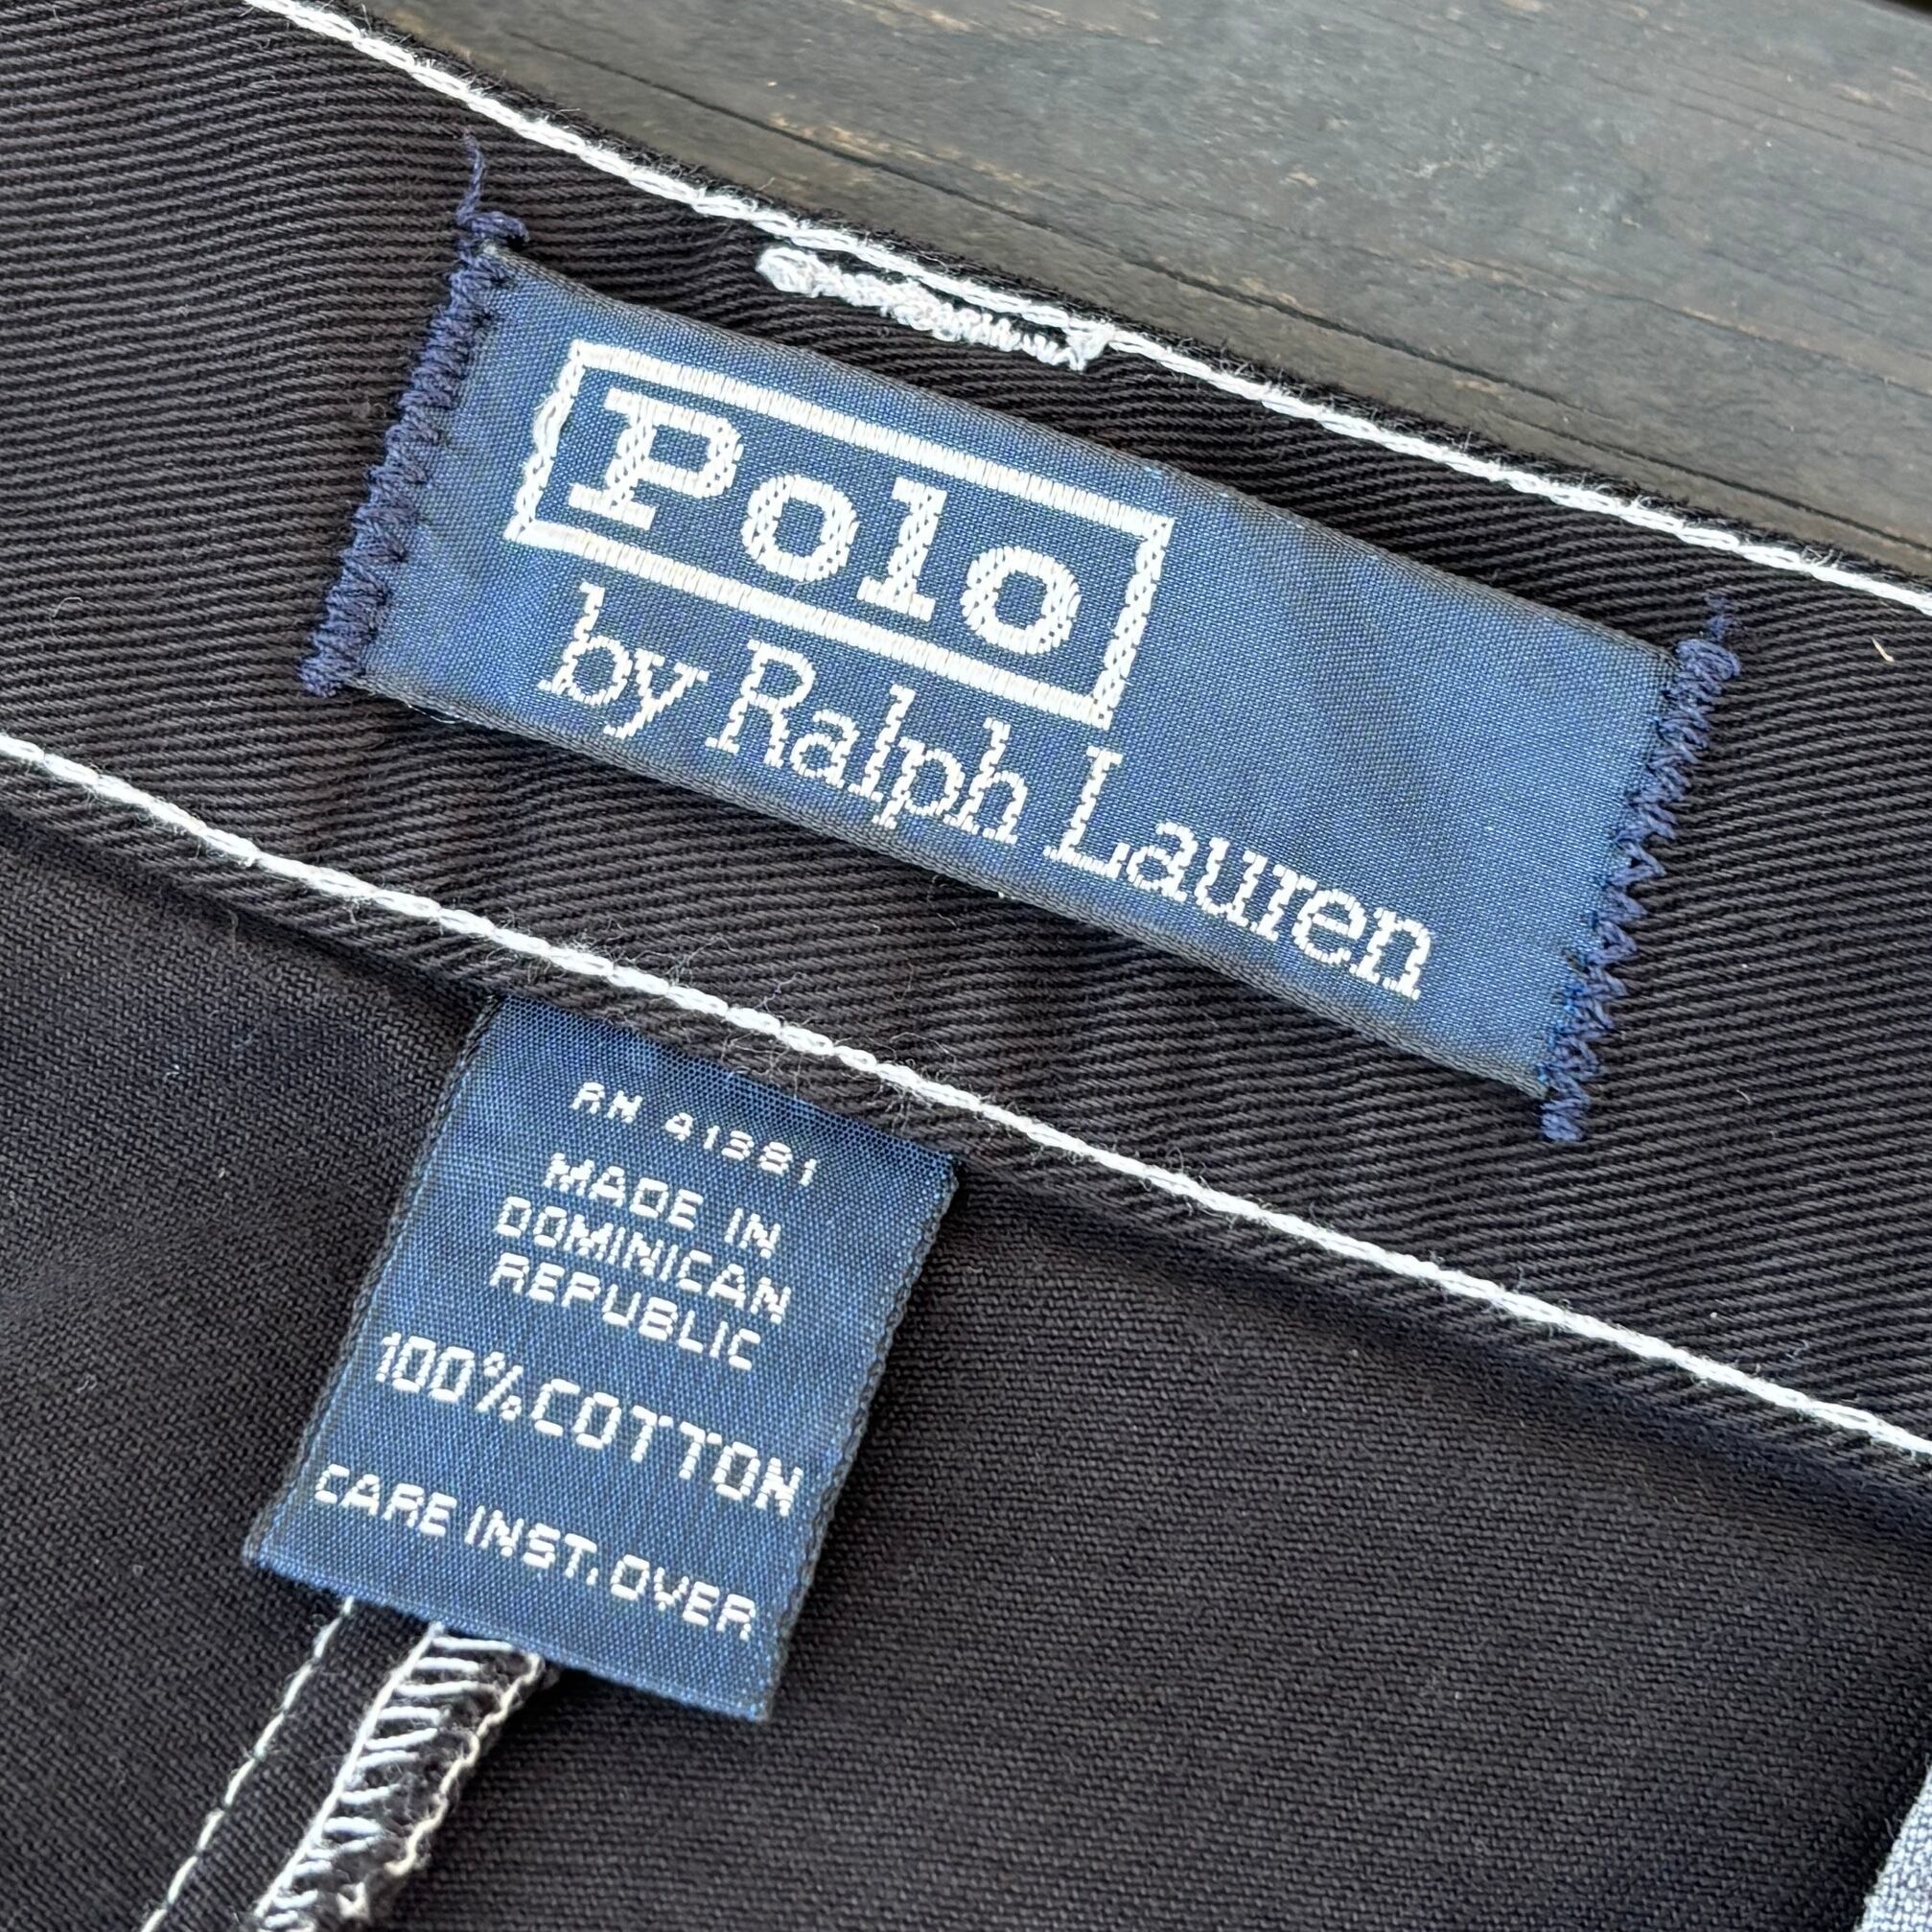 Polo
by Ralph Lauren
RN 41381
MADE IN
DOMINICAN
REPUBLIC
100% COTTON
CARE INST. OVER